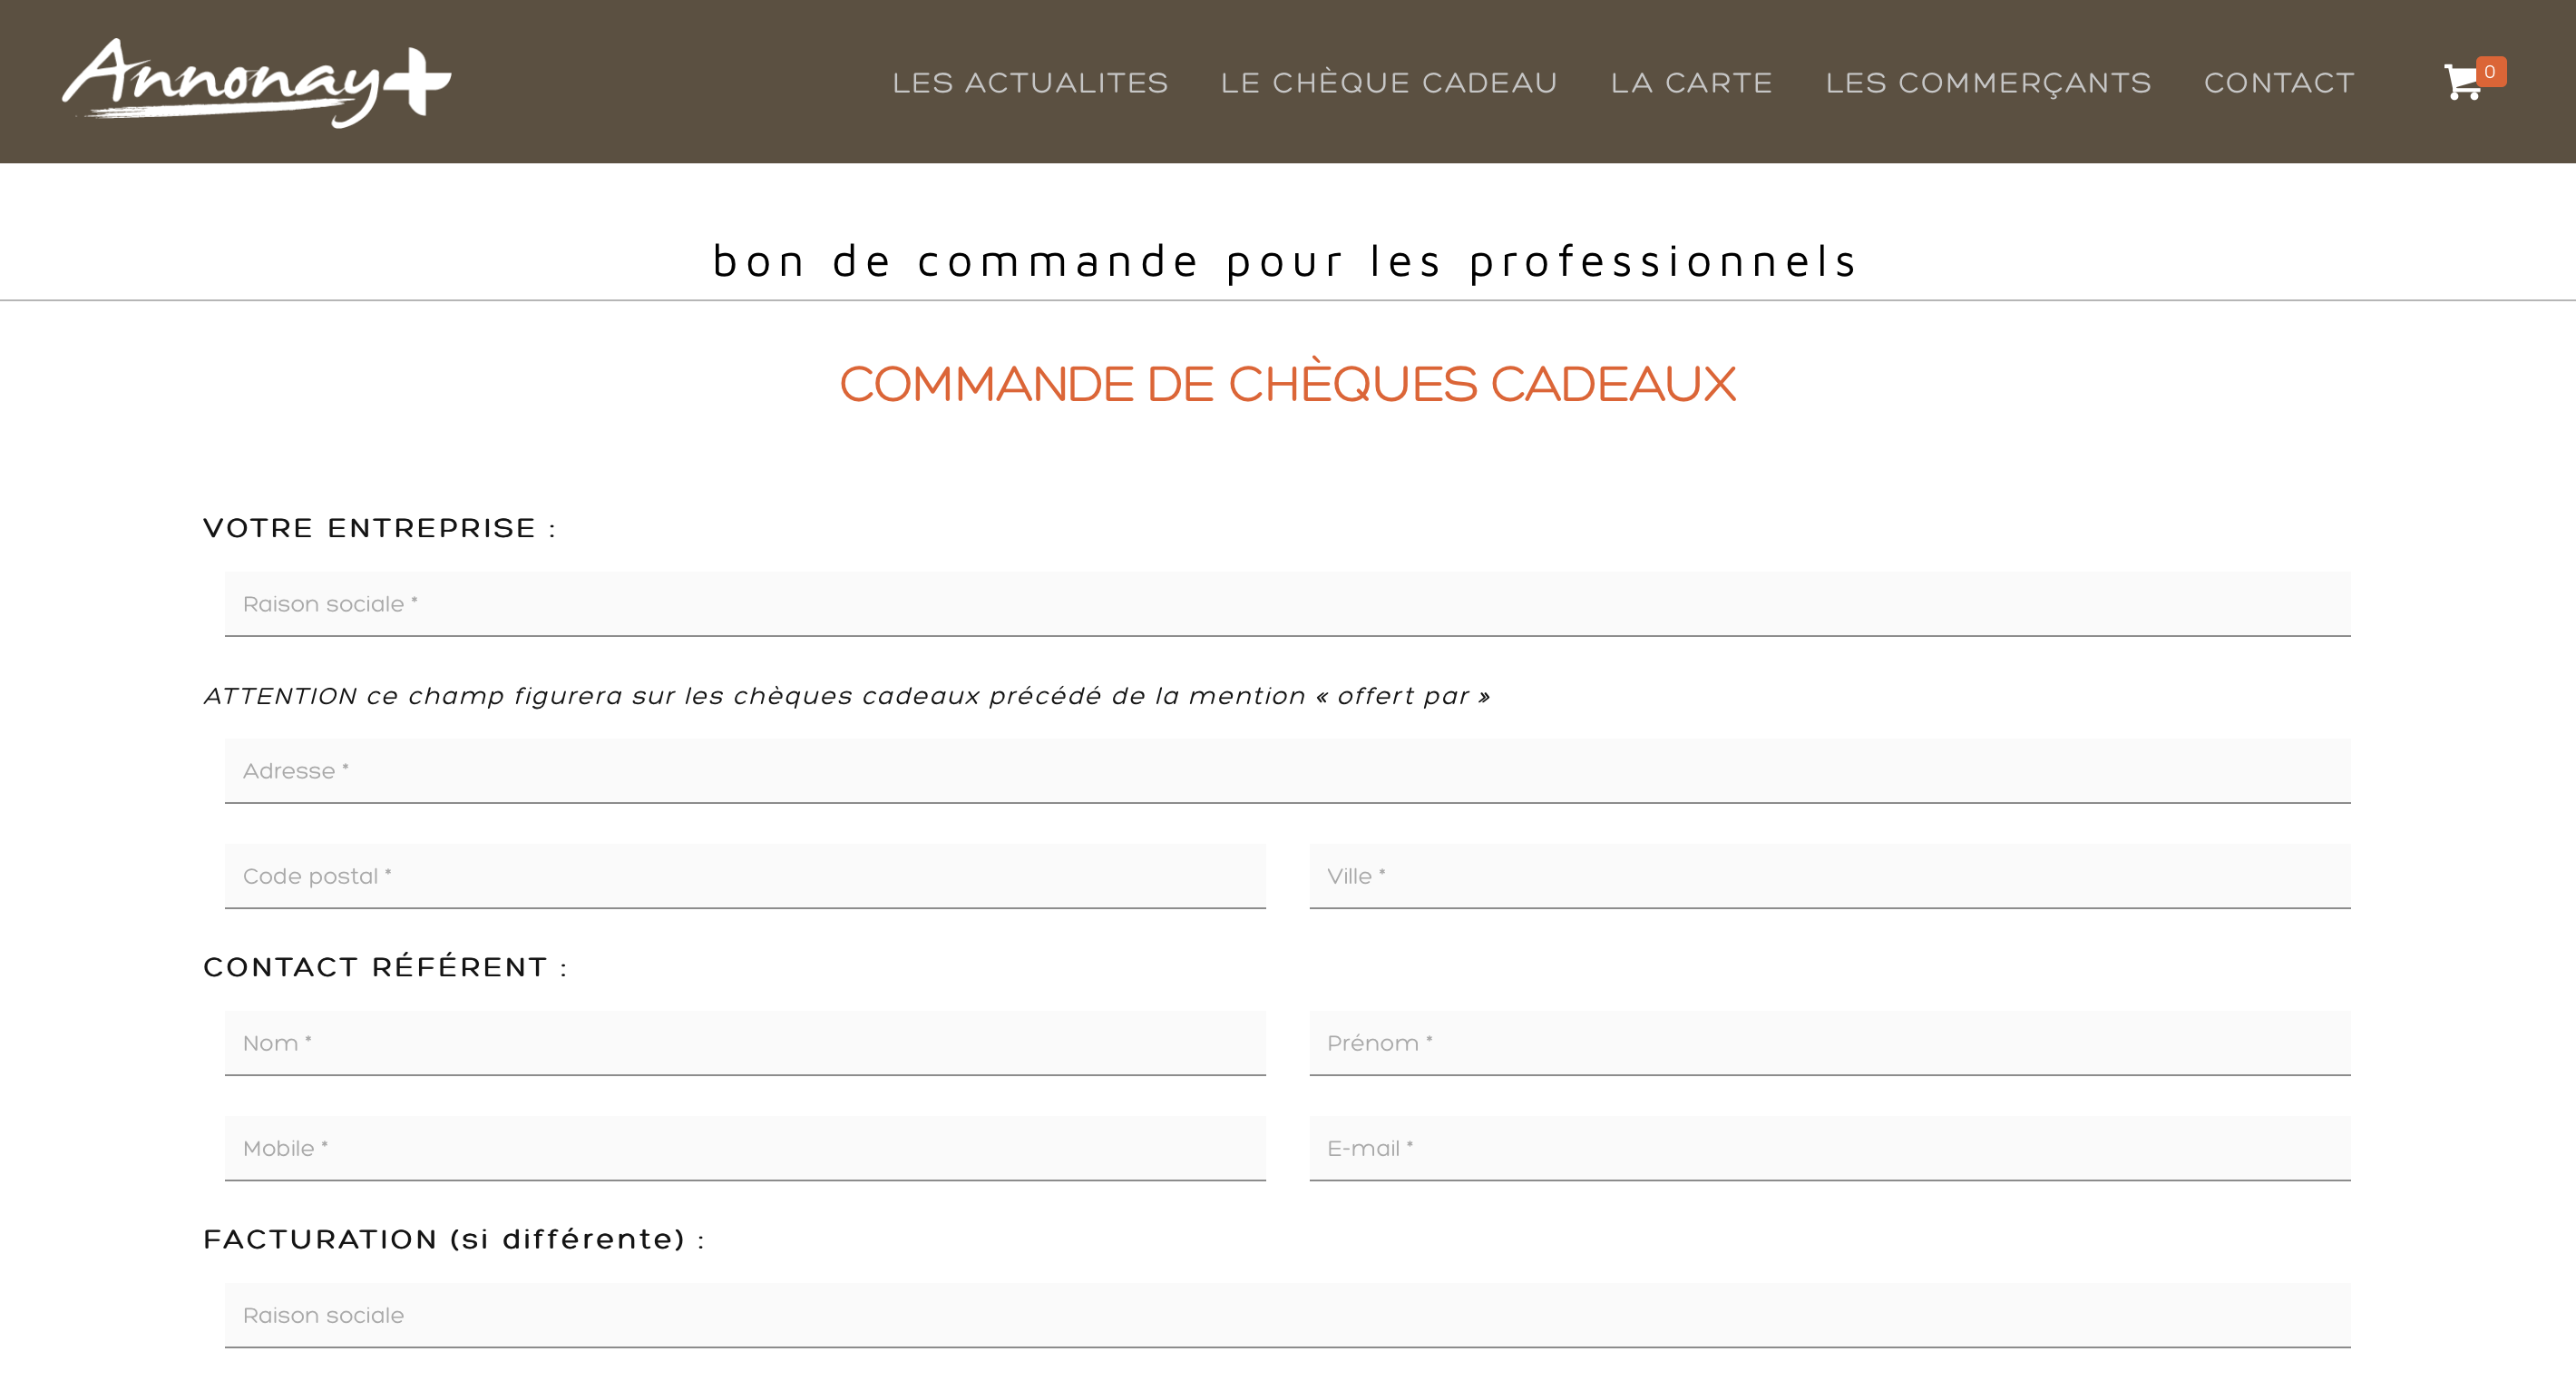 Annonay+
LES ACTUALITES LE CHÈQUE CADEAU LA CARTE LES COMMERÇANTS CONTACT 0
bon de commande pour les professionnels
COMMANDE DE CHÈQUES CADEAUX
VOTRE ENTREPRISE :
Raison sociale *
ATTENTION ce champ figurera sur les chèques cadeaux précédé de la mention « offert par »
Adresse *
Code postal * Ville *
CONTACT RÉFÉRENT :
Nom * Prénom *
Mobile * E-mail *
FACTURATION (si différente) :
Raison sociale